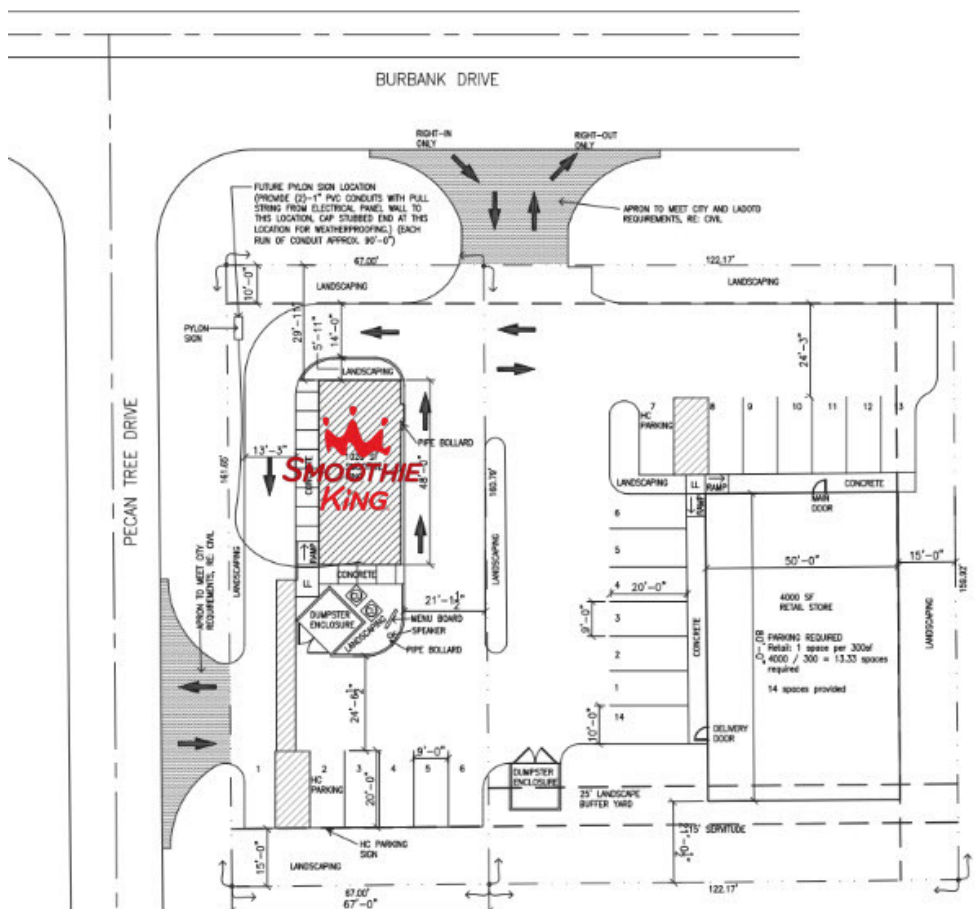 BURBANK DRIVE
RIGHT-IN
ONLY
RIGHT-OUT
ONLY
FUTURE PYLON SIGN LOCATION
(PROVIDE (2)-1" PVC CONDUITS WITH PULL
STRING FROM ELECTRICAL PANEL WALL TO
THIS LOCATION, CAP STUBBED END AT THIS
LOCATION FOR WEATHERPROOFING.) (EACH
RUN OF CONDUIT APPROX. 90'-0")
APRON TO MEET CITY AND LADOTD
REQUIREMENTS, RE: CIVIL
67.00'
122.17'
10'-0"
LANDSCAPING
LANDSCAPING
PYLON
SIGN
29'-11"
5'-11"
14'-0"
24'-3"
LANDSCAPING
PECAN TREE DRIVE
161.65'
13'-3"
CONCRETE
SMOOTHIE
KING
48'-0"
PIPE BOLLARD
160.79'
LANDSCAPING
7
HC
PARKING
8
9
10
11
12
13
LANDSCAPING
RAMP
RAMP
CONCRETE
MAIN
DOOR
6
5
4
20'-0"
3
9'-0"
2
1
14
10'-0"
CONCRETE
50'-0"
15'-0"
159.92'
LANDSCAPING
4000 SF
RETAIL STORE
80'-0"
PARKING REQUIRED
Retail: 1 space per 300sf
4000 / 300 = 13.33 spaces
required
14 spaces provided
DELIVERY
DOOR
RAMP
CONCRETE
21'-1½"
DUMPSTER
ENCLOSURE
LANDSCAPING
MENU BOARD
SPEAKER
PIPE BOLLARD
LANDSCAPING
APRON TO MEET CITY
REQUIREMENTS, RE: CIVIL
24'-6½"
1
2
3
4
5
6
9'-0"
20'-0"
HC
PARKING
DUMPSTER
ENCLOSURE
25' LANDSCAPE
BUFFER YARD
15' SERVITUDE
HC PARKING
SIGN
15'-0"
LANDSCAPING
67.00'
67'-0"
122.17'